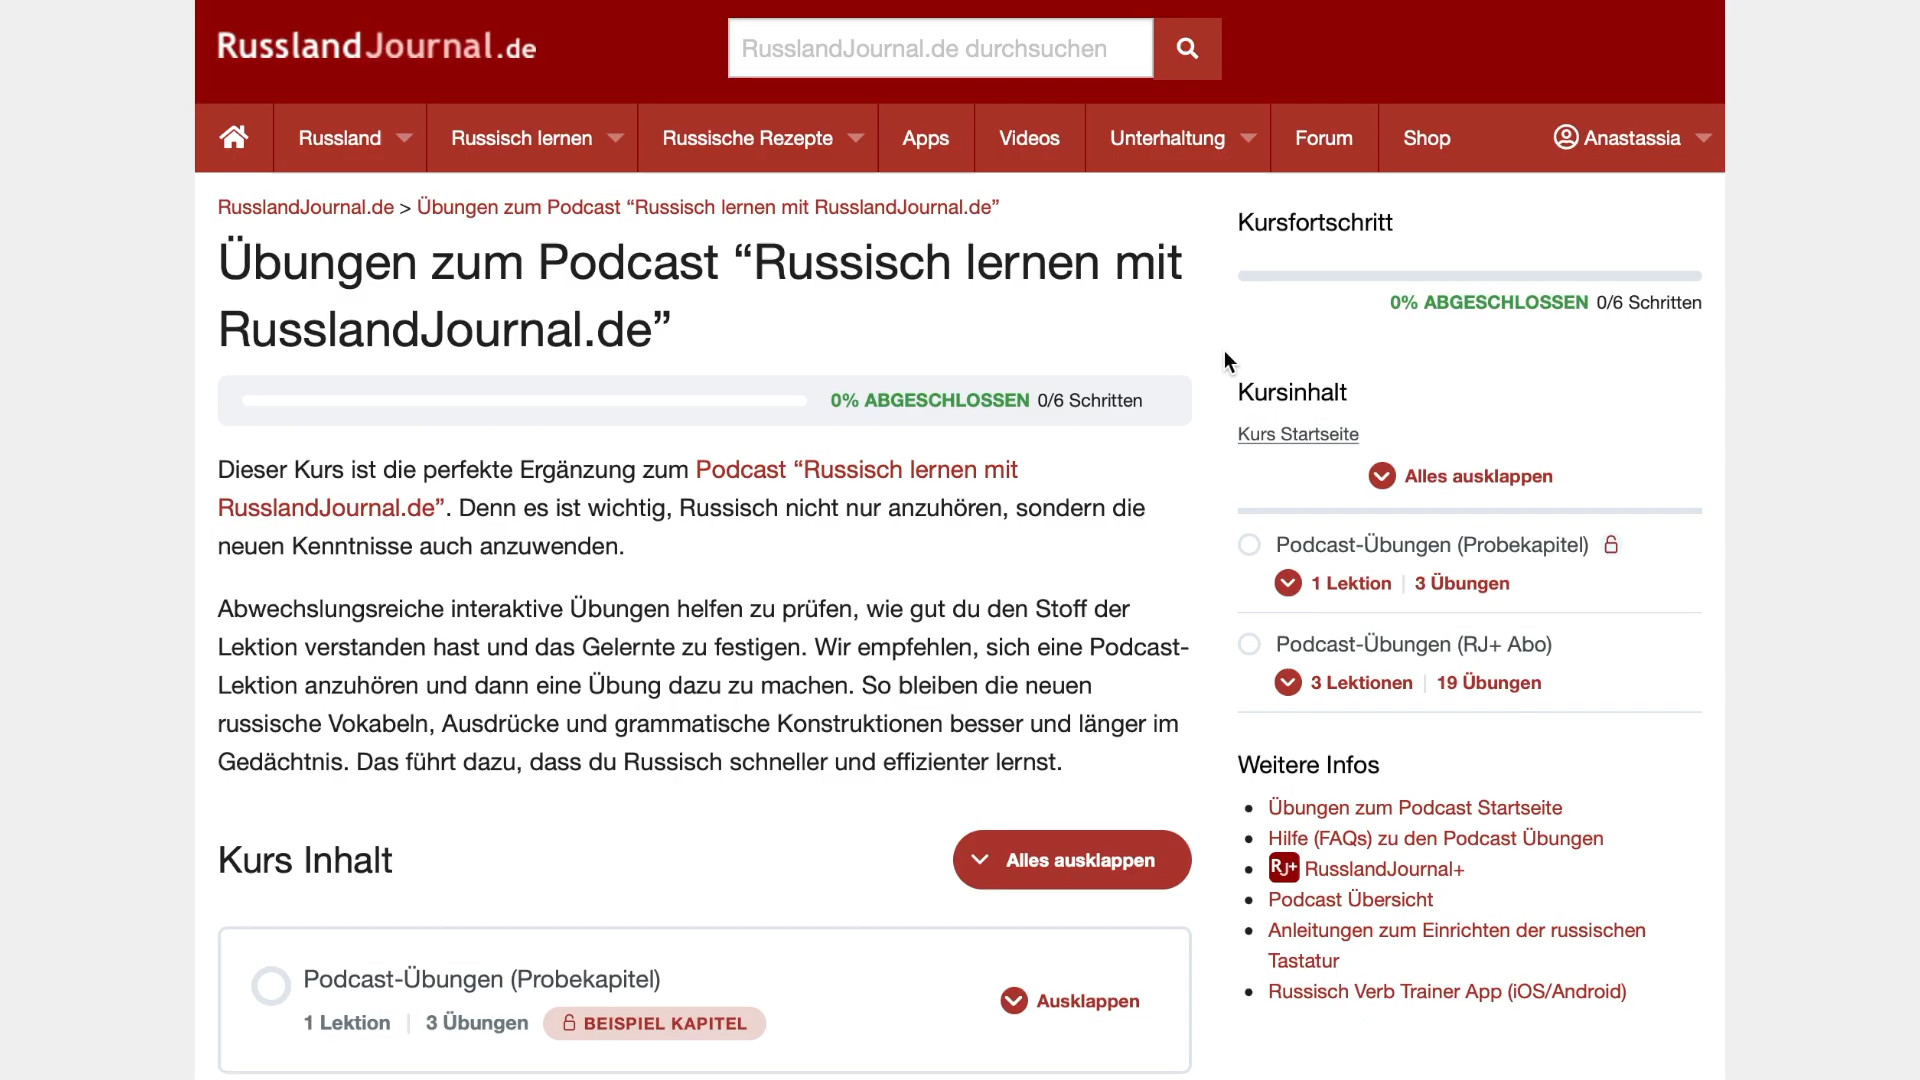 RusslandJournal.de
RusslandJournal.de durchsuchen
Russland
Russisch lernen
Russische Rezepte
Apps
Videos
Unterhaltung
Forum
Shop
Anastassia
RusslandJournal.de > Übungen zum Podcast “Russisch lernen mit RusslandJournal.de”
Übungen zum Podcast “Russisch lernen mit
RusslandJournal.de”
0% ABGESCHLOSSEN 0/6 Schritten
Dieser Kurs ist die perfekte Ergänzung zum Podcast “Russisch lernen mit
RusslandJournal.de”. Denn es ist wichtig, Russisch nicht nur anzuhören, sondern die
neuen Kenntnisse auch anzuwenden.
Abwechslungsreiche interaktive Übungen helfen zu prüfen, wie gut du den Stoff der
Lektion verstanden hast und das Gelernte zu festigen. Wir empfehlen, sich eine Podcast-
Lektion anzuhören und dann eine Übung dazu zu machen. So bleiben die neuen
russische Vokabeln, Ausdrücke und grammatische Konstruktionen besser und länger im
Gedächtnis. Das führt dazu, dass du Russisch schneller und effizienter lernst.
Kurs Inhalt
Alles ausklappen
Podcast-Übungen (Probekapitel)
1 Lektion | 3 Übungen BEISPIEL KAPITEL
Ausklappen
Kursfortschritt
0% ABGESCHLOSSEN 0/6 Schritten
Kursinhalt
Kurs Startseite
Alles ausklappen
Podcast-Übungen (Probekapitel)
1 Lektion | 3 Übungen
Podcast-Übungen (RJ+ Abo)
3 Lektionen | 19 Übungen
Weitere Infos
Übungen zum Podcast Startseite
Hilfe (FAQs) zu den Podcast Übungen
RJ+ RusslandJournal+
Podcast Übersicht
Anleitungen zum Einrichten der russischen
Tastatur
Russisch Verb Trainer App (iOS/Android)